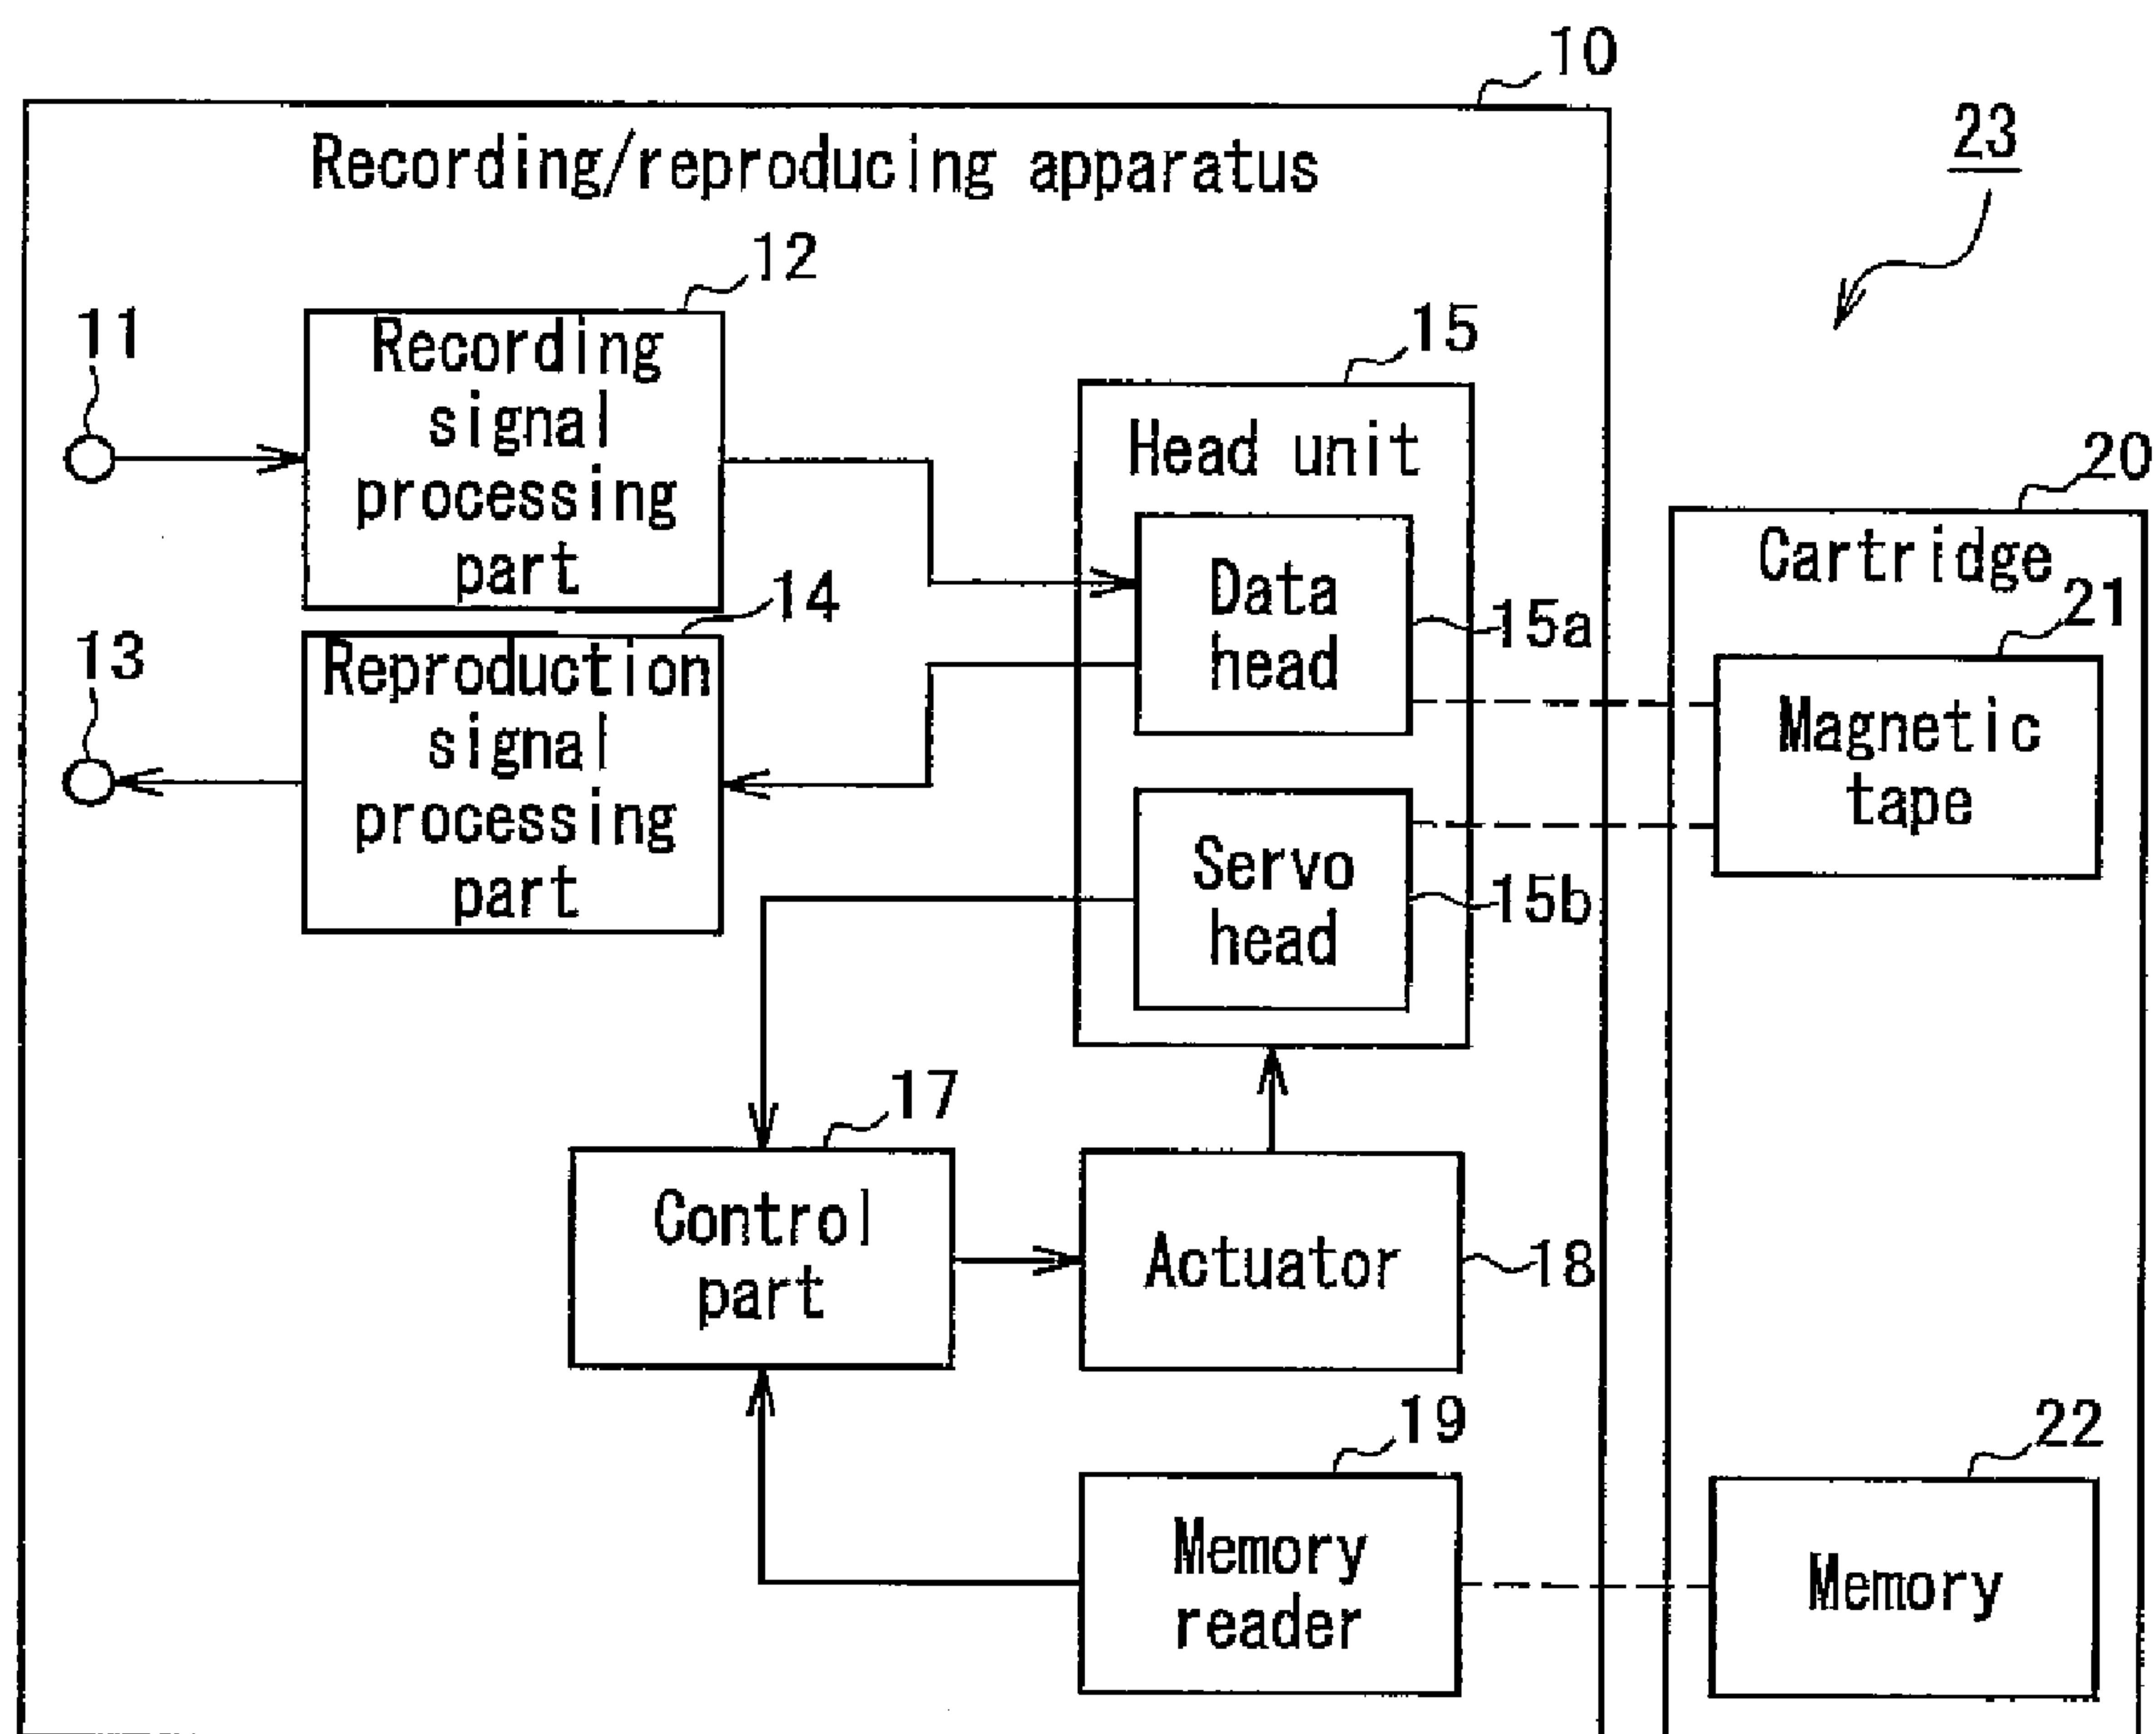 10
Recording/reproducing apparatus
23
12
11
Recording
signal
processing
part
15
Head unit
20
Cartridge
Data
head
15a
21
Magnetic
tape
14
13
Reproduction
signal
processing
part
Servo
head
15b
17
Control
part
Actuator
18
19
22
Memory
reader
Memory